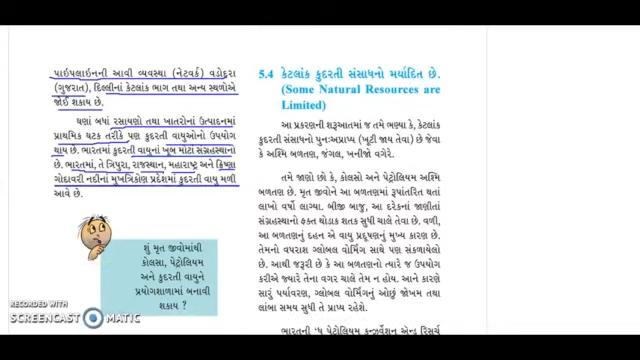 પાઇપલાઇનની આવી વ્યવસ્થા (નેટવર્ક) વડોદરા
(ગુજરાત), દિલ્લીનાં કેટલાંક ભાગ તથા અન્ય સ્થળોએ
જોઈ શકાય છે.
ઘણાં બધાં રસાયણો તથા ખાતરોનાં ઉત્પાદનમાં
પ્રાથમિક ઘટક તરીકે પણ કુદરતી વાયુઓનો ઉપયોગ
થાય છે. ભારતમાં કુદરતી વાયુનાં ખૂબ મોટા સંગ્રહસ્થાનો
છે. ભારતમાં, તે ત્રિપુરા, રાજસ્થાન, મહારાષ્ટ્ર અને ક્રિષ્ણા
ગોદાવરી નદીનાં મુખત્રિકોણ પ્રદેશમાં કુદરતી વાયુ મળી
આવે છે.
શું મૃત જીવોમાંથી
કોલસા, પેટ્રોલિયમ
અને કુદરતી વાયુને
પ્રયોગશાળામાં બનાવી
શકાય ?
5.4 કેટલાંક કુદરતી સંસાધનો મર્યાદિત છે.
(Some Natural Resources are
Limited)
આ પ્રકરણની શરૂઆતમાં જ તમે ભણ્યા કે, કેટલાંક
કુદરતી સંસાધનો પુનઃઅપ્રાપ્ય (ખૂટી જાય તેવા) છે
જેવા કે અશ્મિ બળતણ, જંગલ, ખનીજો વગેરે.
તમે જાણો છો કે, કોલસો અને પેટ્રોલિયમ અશ્મિ
બળતણ છે. મૃત જીવોને આ બળતણમાં રૂપાંતરિત થતાં
લાખો વર્ષો લાગ્યા. બીજી બાજુ, આ દરેકનાં જાણીતાં
સંગ્રહસ્થાનો ફક્ત થોડાક શતક સુધી ચાલે તેવા છે. વળી,
આ બળતણનું દહન એ વાયુ પ્રદૂષણનું મુખ્ય કારણ છે.
તેમનો વપરાશ ગ્લોબલ વોર્મિંગ સાથે પણ સંકળાયેલો
છે. આથી જરૂરી છે કે આ બળતણનો ત્યારે જ ઉપયોગ
કરીએ જ્યારે તેના વગર ચાલે તેમ ન હોય. આને કારણે
સારું પર્યાવરણ, ગ્લોબલ વોર્મિંગનું ઓછું જોખમ તથા
લાંબા સમય સુધી તે પ્રાપ્ય રહેશે.
ભારતની 'ધ પેટ્રોલિયમ કન્ઝર્વેશન એન્ડ રિસર્ચ
RECORDED WITH
SCREENCAST MATIC